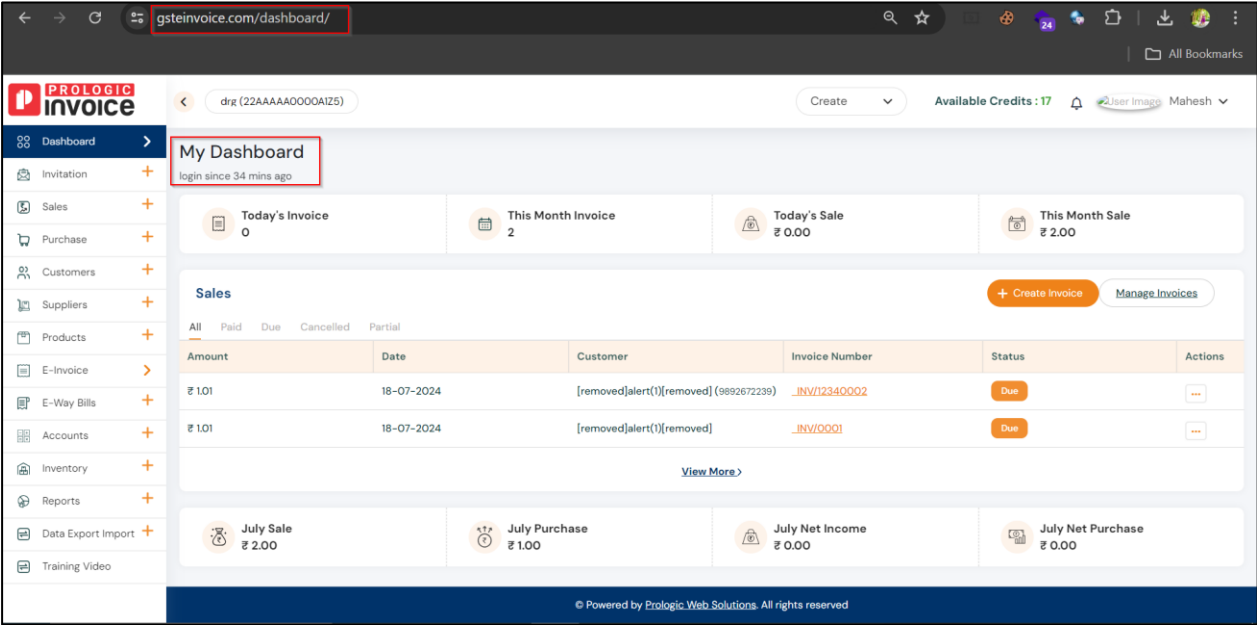 gsteinvoice.com/dashboard/
24
All Bookmarks
PROLOGIC
invoice
drg (22AAAAA0000A1Z5)
Create
Available Credits : 17
User Image
Mahesh
Dashboard
Invitation
Sales
Purchase
Customers
Suppliers
Products
E-Invoice
E-Way Bills
Accounts
Inventory
Reports
Data Export Import
Training Video
My Dashboard
login since 34 mins ago
Today's Invoice
0
This Month Invoice
2
Today's Sale
₹ 0.00
This Month Sale
₹ 2.00
Sales
+ Create Invoice
Manage Invoices
All Paid Due Cancelled Partial
Amount Date Customer Invoice Number Status Actions
₹ 1.01 18-07-2024 [removed]alert(1)[removed] (9892672239) _INV/12340002 Due ...
₹ 1.01 18-07-2024 [removed]alert(1)[removed] _INV/0001 Due ...
View More >
July Sale
₹ 2.00
July Purchase
₹ 1.00
July Net Income
₹ 0.00
July Net Purchase
₹ 0.00
© Powered by Prologic Web Solutions. All rights reserved